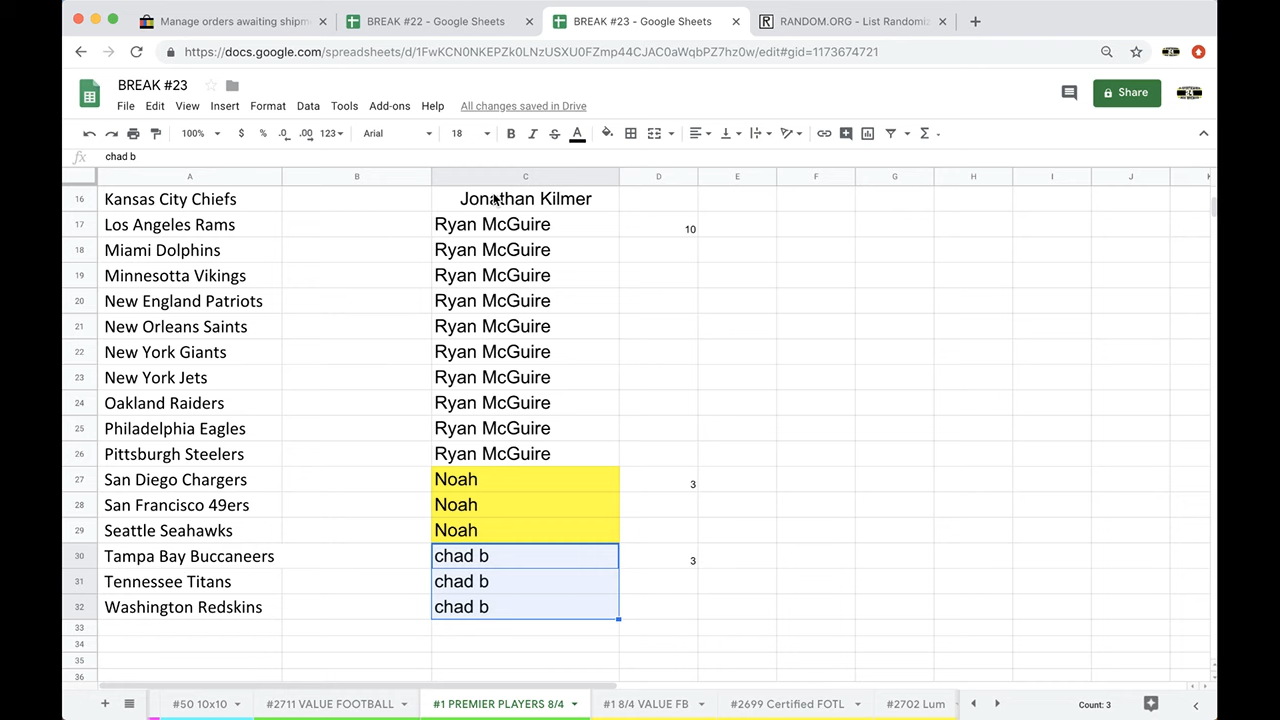 Manage orders awaiting shipm
BREAK #22 - Google Sheets
BREAK #23 - Google Sheets
RANDOM.ORG - List Randomiz
https://docs.google.com/spreadsheets/d/1FwKCN0NKEPZk0LNzUSXU0FZmp44CJAC0aWqbPZ7hz0w/edit#gid=1173674721
BREAK #23
File Edit View Insert Format Data Tools Add-ons Help All changes saved in Drive
Share
100% $ % .0 .00 123 Arial 18 B I S A
fx chad b
A B C D E F G H I J K
16 Kansas City Chiefs Jonathan Kilmer
17 Los Angeles Rams Ryan McGuire 10
18 Miami Dolphins Ryan McGuire
19 Minnesotta Vikings Ryan McGuire
20 New England Patriots Ryan McGuire
21 New Orleans Saints Ryan McGuire
22 New York Giants Ryan McGuire
23 New York Jets Ryan McGuire
24 Oakland Raiders Ryan McGuire
25 Philadelphia Eagles Ryan McGuire
26 Pittsburgh Steelers Ryan McGuire
27 San Diego Chargers Noah 3
28 San Francisco 49ers Noah
29 Seattle Seahawks Noah
30 Tampa Bay Buccaneers chad b 3
31 Tennessee Titans chad b
32 Washington Redskins chad b
33
34
35
36
#50 10x10 #2711 VALUE FOOTBALL #1 PREMIER PLAYERS 8/4 #1 8/4 VALUE FB #2699 Certified FOTL #2702 Lum Count: 3